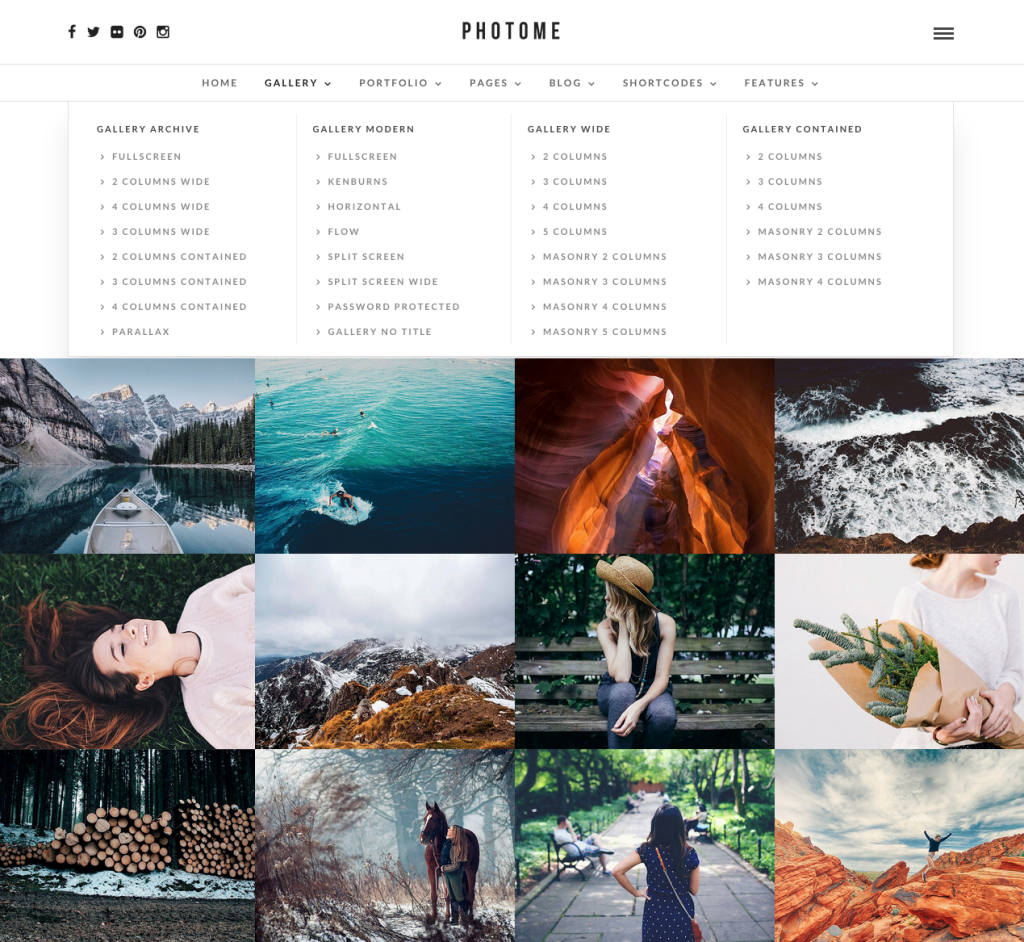 PHOTOME
HOME GALLERY PORTFOLIO PAGES BLOG SHORTCODES FEATURES
GALLERY ARCHIVE
FULLSCREEN
2 COLUMNS WIDE
4 COLUMNS WIDE
3 COLUMNS WIDE
2 COLUMNS CONTAINED
3 COLUMNS CONTAINED
4 COLUMNS CONTAINED
PARALLAX
GALLERY MODERN
FULLSCREEN
KENBURNS
HORIZONTAL
FLOW
SPLIT SCREEN
SPLIT SCREEN WIDE
PASSWORD PROTECTED
GALLERY NO TITLE
GALLERY WIDE
2 COLUMNS
3 COLUMNS
4 COLUMNS
5 COLUMNS
MASONRY 2 COLUMNS
MASONRY 3 COLUMNS
MASONRY 4 COLUMNS
MASONRY 5 COLUMNS
GALLERY CONTAINED
2 COLUMNS
3 COLUMNS
4 COLUMNS
MASONRY 2 COLUMNS
MASONRY 3 COLUMNS
MASONRY 4 COLUMNS